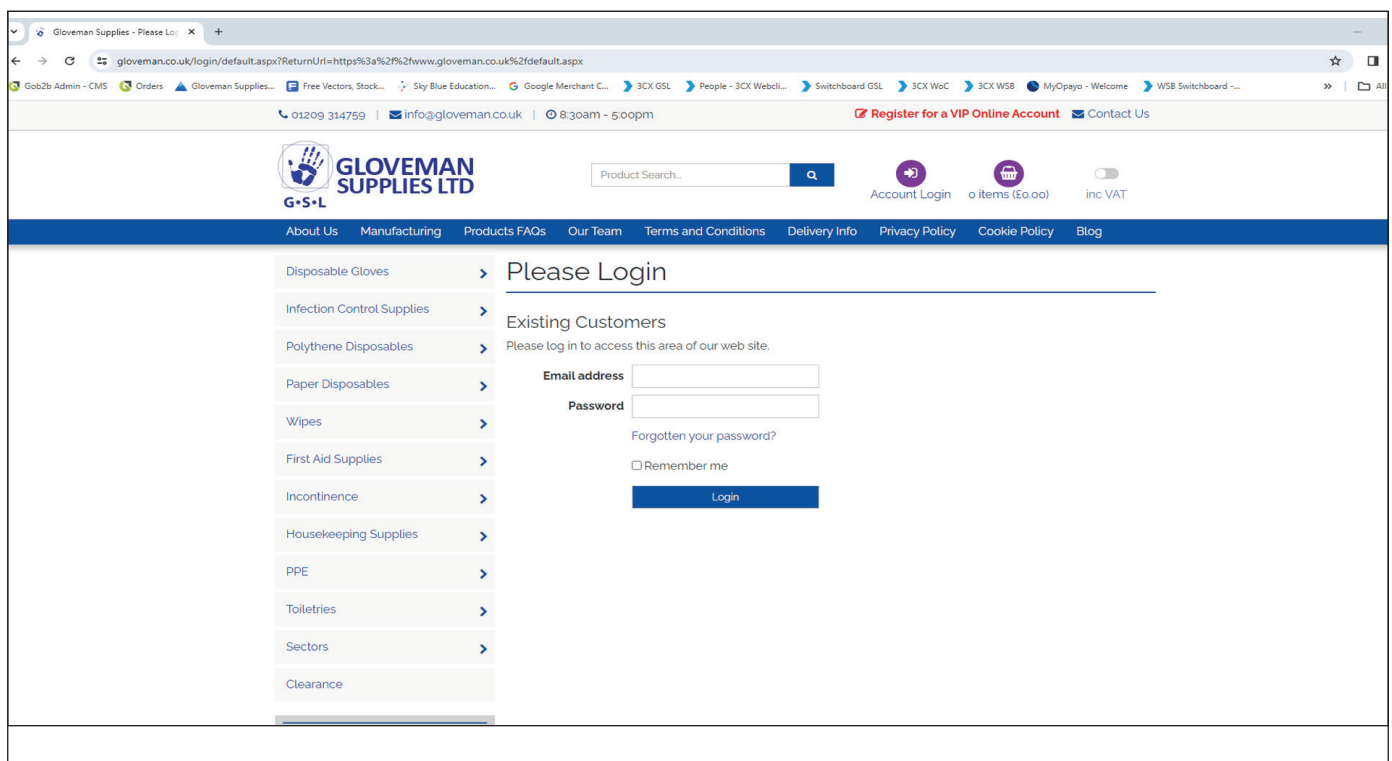 Gloveman Supplies - Please Log
gloveman.co.uk/login/default.aspx?ReturnUrl=https%3a%2f%2fwww.gloveman.co.uk%2fdefault.aspx
Gob2b Admin - CMS Orders Gloveman Supplies... Free Vectors, Stock... Sky Blue Education... Google Merchant C... 3CX GSL People - 3CX Webcli... Switchboard GSL 3CX WoC 3CX WSB MyOpayo - Welcome WSB Switchboard -... » All
01209 314759 | info@gloveman.co.uk | 8:30am - 5:00pm Register for a VIP Online Account Contact Us
GLOVEMAN
SUPPLIES LTD
G•S•L
Product Search..
Account Login 0 items (£0.00) inc VAT
About Us Manufacturing Products FAQs Our Team Terms and Conditions Delivery Info Privacy Policy Cookie Policy Blog
Disposable Gloves
Infection Control Supplies
Polythene Disposables
Paper Disposables
Wipes
First Aid Supplies
Incontinence
Housekeeping Supplies
PPE
Toiletries
Sectors
Clearance
Please Login
Existing Customers
Please log in to access this area of our web site.
Email address
Password
Forgotten your password?
Remember me
Login